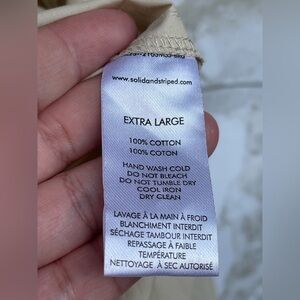 www.solidandstriped.com
EXTRA LARGE
100% COTTON
100% COTON
HAND WASH COLD
DO NOT BLEACH
DO NOT TUMBLE DRY
COOL IRON
DRY CLEAN
LAVAGE À LA MAIN À FROID
BLANCHIMENT INTERDIT
SÉCHAGE TAMBOUR INTERDIT
REPASSAGE À FAIBLE
TEMPÉRATURE
NETTOYAGE À SEC AUTORISÉ